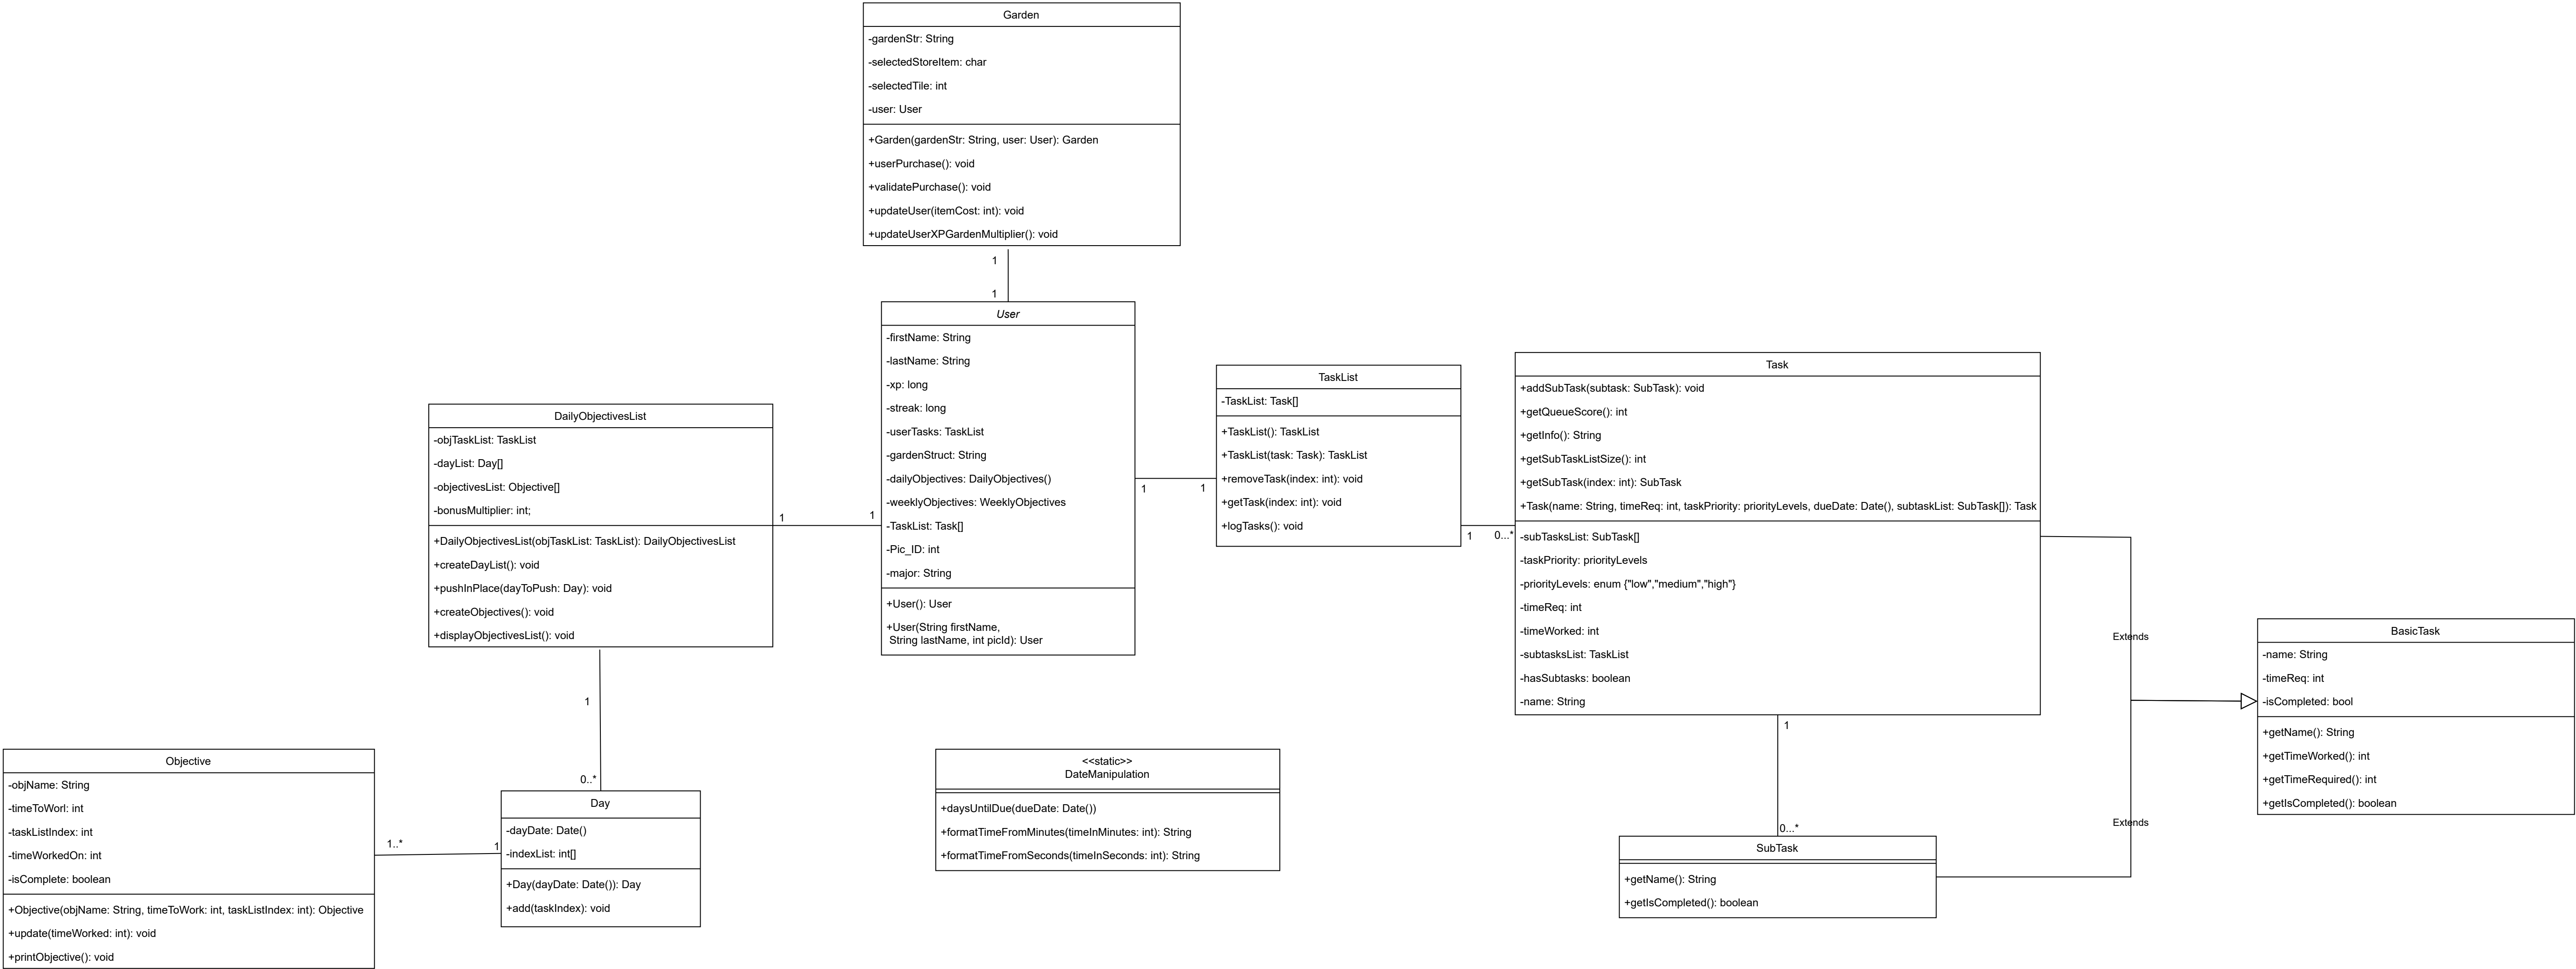 Garden
-gardenStr: String
-selectedStoreItem: char
-selectedTile: int
-user: User
+Garden(gardenStr: String, user: User): Garden
+userPurchase(): void
+validatePurchase(): void
+updateUser(itemCost: int): void
+updateUserXPGardenMultiplier(): void
1
1
User
-firstName: String
-lastName: String
-xp: long
-streak: long
-userTasks: TaskList
-gardenStruct: String
-dailyObjectives: DailyObjectives()
-weeklyObjectives: WeeklyObjectives
-TaskList: Task[]
-Pic_ID: int
-major: String
+User(): User
+User(String firstName,
String lastName, int picId): User
1
1
TaskList
-TaskList: Task[]
+TaskList(): TaskList
+TaskList(task: Task): TaskList
+removeTask(index: int): void
+getTask(index: int): void
+logTasks(): void
1
0...*
Task
+addSubTask(subtask: SubTask): void
+getQueueScore(): int
+getInfo(): String
+getSubTaskListSize(): int
+getSubTask(index: int): SubTask
+Task(name: String, timeReq: int, taskPriority: priorityLevels, dueDate: Date(), subtaskList: SubTask[]): Task
-subTasksList: SubTask[]
-taskPriority: priorityLevels
-priorityLevels: enum {"low","medium","high"}
-timeReq: int
-timeWorked: int
-subtasksList: TaskList
-hasSubtasks: boolean
-name: String
Extends
BasicTask
-name: String
-timeReq: int
-isCompleted: bool
+getName(): String
+getTimeWorked(): int
+getTimeRequired(): int
+getIsCompleted(): boolean
Extends
1
0...*
SubTask
+getName(): String
+getIsCompleted(): boolean
DailyObjectivesList
-objTaskList: TaskList
-dayList: Day[]
-objectivesList: Objective[]
-bonusMultiplier: int;
+DailyObjectivesList(objTaskList: TaskList): DailyObjectivesList
+createDayList(): void
+pushInPlace(dayToPush: Day): void
+createObjectives(): void
+displayObjectivesList(): void
1
1
1
0..*
Day
-dayDate: Date()
-indexList: int[]
+Day(dayDate: Date()): Day
+add(taskIndex): void
1..*
1
Objective
-objName: String
-timeToWorl: int
-taskListIndex: int
-timeWorkedOn: int
-isComplete: boolean
+Objective(objName: String, timeToWork: int, taskListIndex: int): Objective
+update(timeWorked: int): void
+printObjective(): void
<<static>>
DateManipulation
+daysUntilDue(dueDate: Date())
+formatTimeFromMinutes(timeInMinutes: int): String
+formatTimeFromSeconds(timeInSeconds: int): String